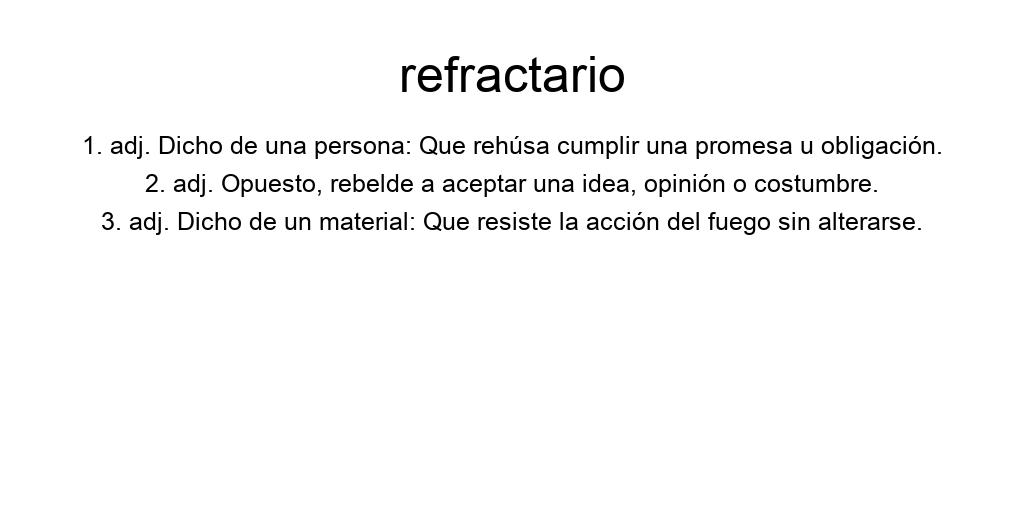 refractario
1. adj. Dicho de una persona: Que rehúsa cumplir una promesa u obligación.
2. adj. Opuesto, rebelde a aceptar una idea, opinión o costumbre.
3. adj. Dicho de un material: Que resiste la acción del fuego sin alterarse.